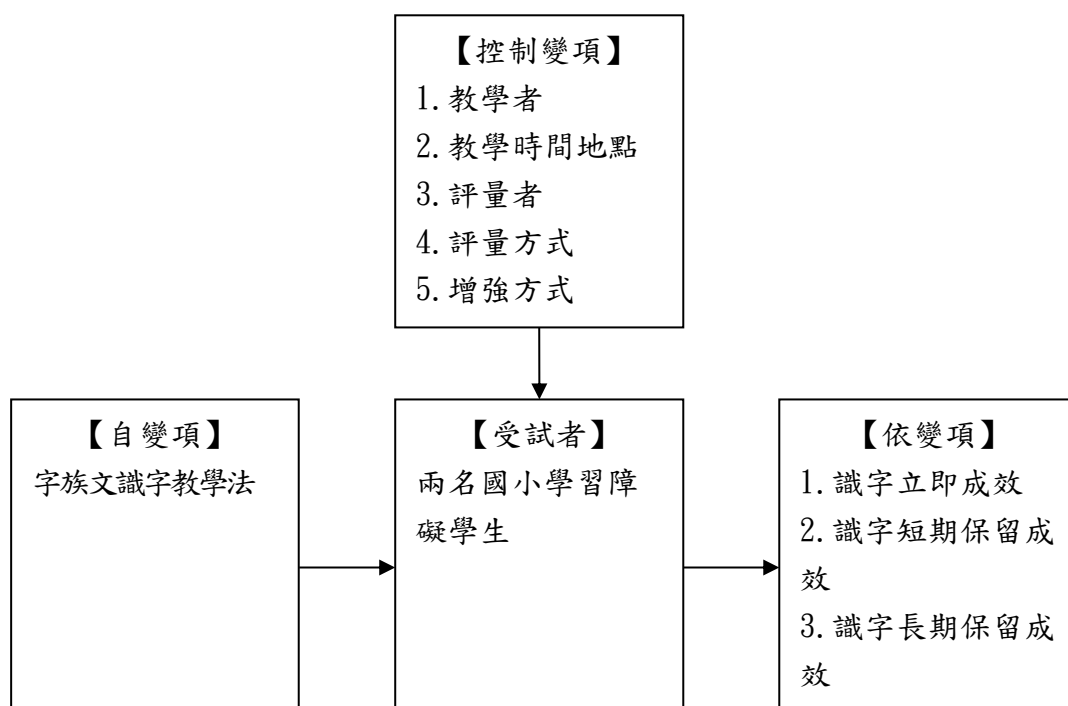 【控制變項】
1.教學者
2.教學時間地點
3.評量者
4.評量方式
5.增強方式
【自變項】
字族文識字教學法
【受試者】
兩名國小學習障
礙學生
【依變項】
1.識字立即成效
2.識字短期保留成
效
3.識字長期保留成
效